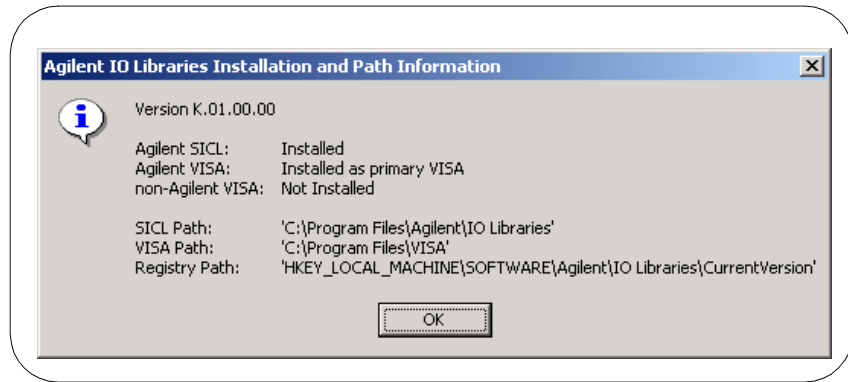 Agilent IO Libraries Installation and Path Information
Version K.01.00.00
Agilent SICL: Installed
Agilent VISA: Installed as primary VISA
non-Agilent VISA: Not Installed
SICL Path: 'C:\Program Files\Agilent\IO Libraries'
VISA Path: 'C:\Program Files\VISA'
Registry Path: 'HKEY_LOCAL_MACHINE\SOFTWARE\Agilent\IO Libraries\CurrentVersion'
OK